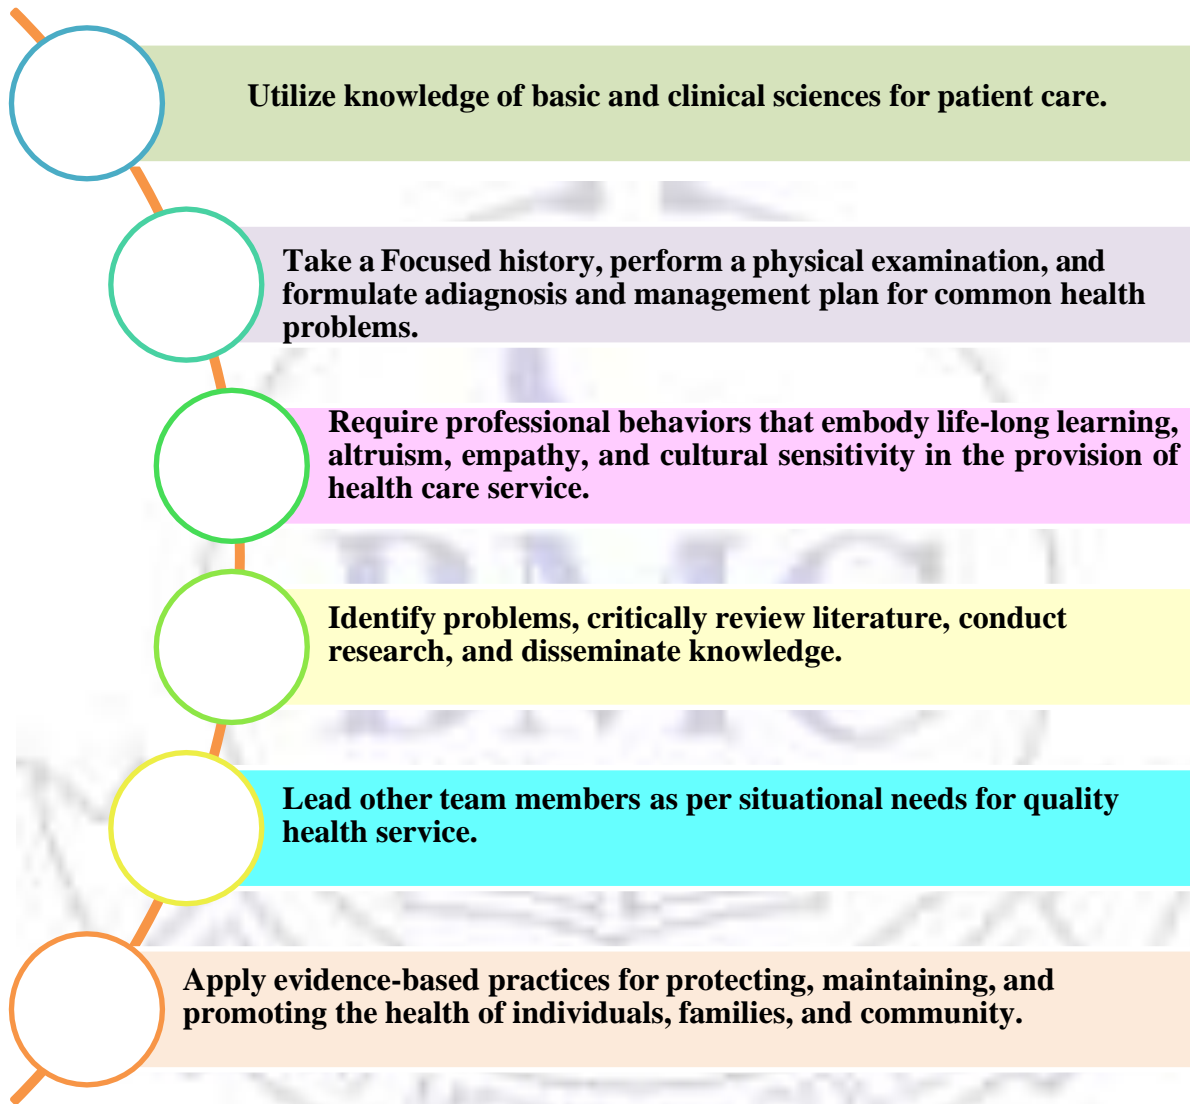 Utilize knowledge of basic and clinical sciences for patient care.
Take a Focused history, perform a physical examination, and
formulate adiagnosis and management plan for common health
problems.
Require professional behaviors that embody life-long learning,
altruism, empathy, and cultural sensitivity in the provision of
health care service.
Identify problems, critically review literature, conduct
research, and disseminate knowledge.
Lead other team members as per situational needs for quality
health service.
Apply evidence-based practices for protecting, maintaining, and
promoting the health of individuals, families, and community.